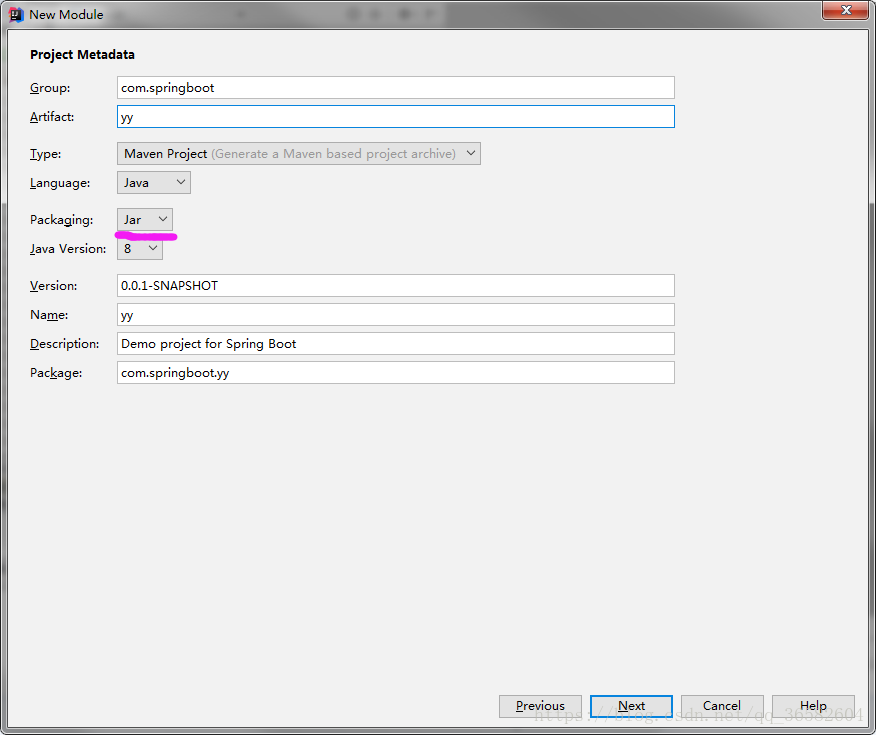 New Module
Project Metadata
Group: com.springboot
Artifact: yy
Type: Maven Project (Generate a Maven based project archive)
Language: Java
Packaging: Jar
Java Version: 8
Version: 0.0.1-SNAPSHOT
Name: yy
Description: Demo project for Spring Boot
Package: com.springboot.yy
Previous Next Cancel Help
https://blog.csdn.net/qq_36582604